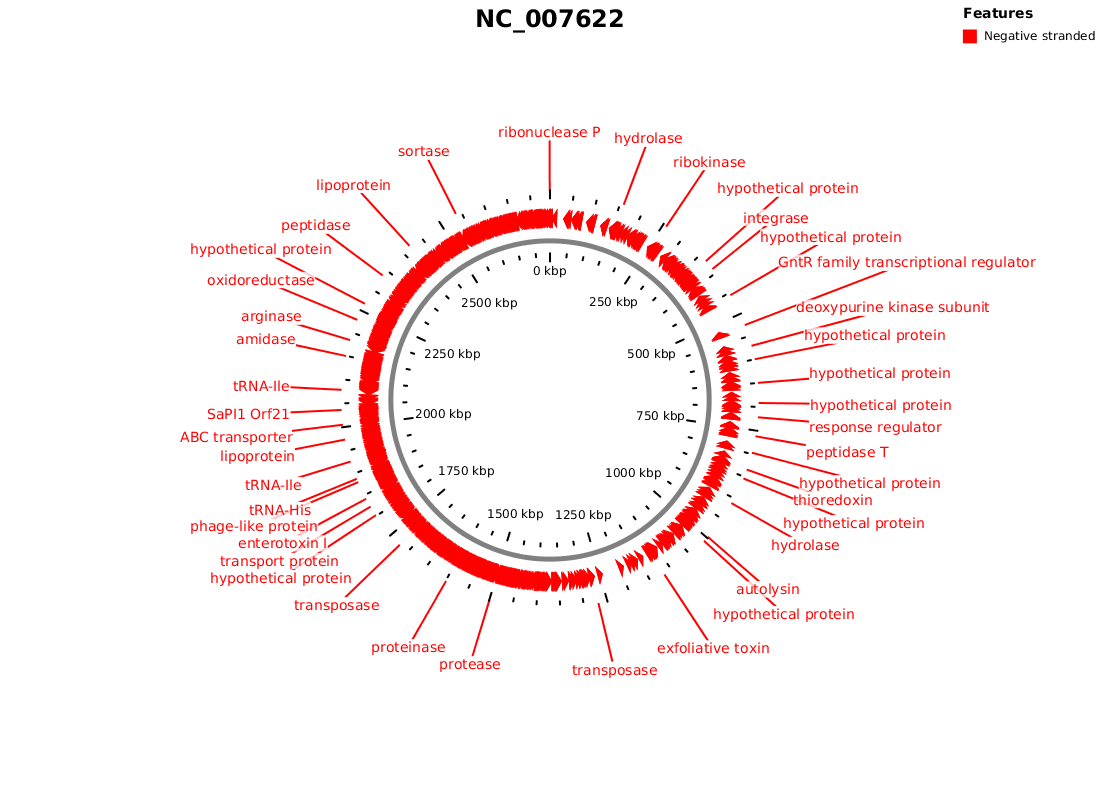 NC_007622
Features
Negative stranded
ribonuclease P
hydrolase
sortase
ribokinase
lipoprotein
hypothetical protein
integrase
peptidase
hypothetical protein
hypothetical protein
GntR family transcriptional regulator
oxidoreductase
deoxypurine kinase subunit
arginase
hypothetical protein
amidase
hypothetical protein
tRNA-Ile
hypothetical protein
SaPI1 Orf21
response regulator
ABC transporter
peptidase T
lipoprotein
hypothetical protein
tRNA-Ile
thioredoxin
tRNA-His
hypothetical protein
phage-like protein
enterotoxin I
hydrolase
transport protein
hypothetical protein
autolysin
transposase
hypothetical protein
proteinase
exfoliative toxin
protease
transposase
0 kbp
250 kbp
500 kbp
750 kbp
1000 kbp
1250 kbp
1500 kbp
1750 kbp
2000 kbp
2250 kbp
2500 kbp